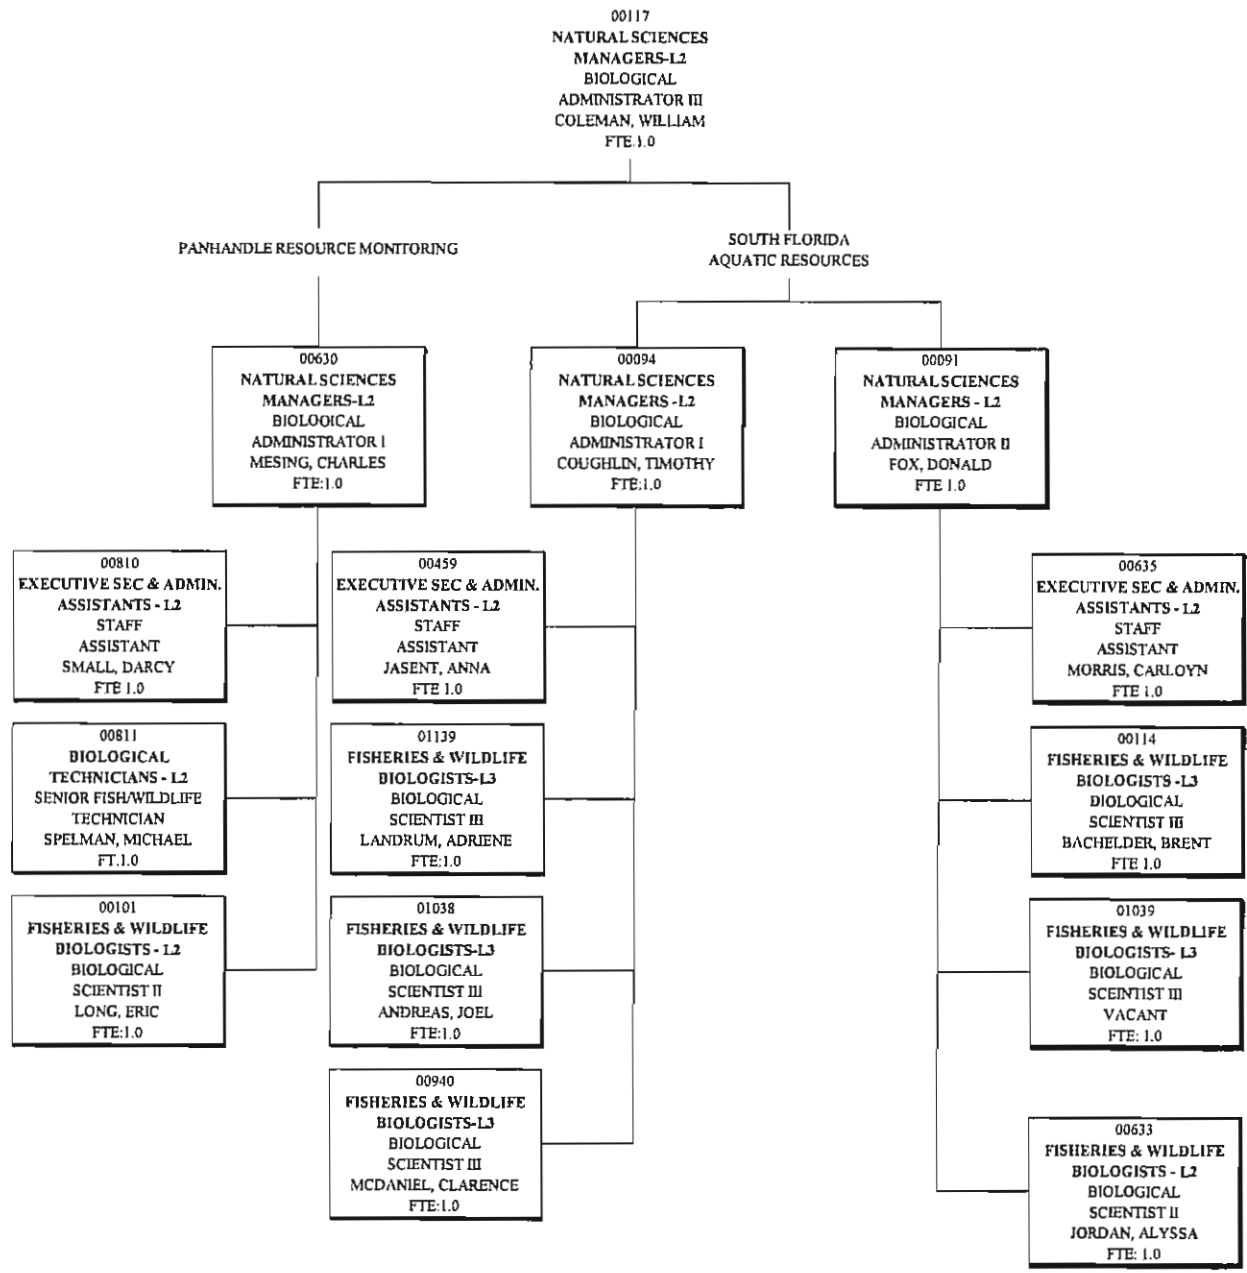 00117
NATURAL SCIENCES
MANAGERS-L2
BIOLOGICAL
ADMINISTRATOR III
COLEMAN, WILLIAM
FTE.1.0
PANHANDLE RESOURCE MONITORING
SOUTH FLORIDA
AQUATIC RESOURCES
00630
NATURAL SCIENCES
MANAGERS-L2
BIOLOOICAL
ADMINISTRATOR I
MESING, CHARLES
FTE:1.0
00094
NATURAL SCIENCES
MANAGERS -L2
BIOLOGICAL
ADMINISTRATOR I
COUGHLIN, TIMOTHY
FTE:1.0
00091
NATURAL SCIENCES
MANAGERS - L2
BIOLOGICAL
ADMINISTRATOR II
FOX, DONALD
FTE 1.0
00810
EXECUTIVE SEC & ADMIN.
ASSISTANTS - L2
STAFF
ASSISTANT
SMALL, DARCY
FTE 1.0
00459
EXECUTIVE SEC & ADMIN.
ASSISTANTS - L2
STAFF
ASSISTANT
JASENT, ANNA
FTE 1.0
00635
EXECUTIVE SEC & ADMIN.
ASSISTANTS - L2
STAFF
ASSISTANT
MORRIS, CARLOYN
FTE 1.0
00811
BIOLOGICAL
TECHNICIANS - L2
SENIOR FISH/WILDLIFE
TECHNICIAN
SPELMAN, MICHAEL
FT.1.0
01139
FISHERIES & WILDLIFE
BIOLOGISTS-L3
BIOLOGICAL
SCIENTIST III
LANDRUM, ADRIENE
FTE:1.0
00114
FISHERIES & WILDLIFE
BIOLOGISTS -L3
DIOLOGICAL
SCIENTIST III
BACHELDER, BRENT
FTE 1.0
00101
FISHERIES & WILDLIFE
BIOLOGISTS - L2
BIOLOGICAL
SCIENTIST II
LONG, ERIC
FTE:1.0
01038
FISHERIES & WILDLIFE
BIOLOGISTS-L3
BIOLOGICAL
SCIENTIST III
ANDREAS, JOEL
FTE:1.0
01039
FISHERIES & WILDLIFE
BIOLOGISTS- L3
BIOLOGICAL
SCEINTIST III
VACANT
FTE: 1.0
00940
FISHERIES & WILDLIFE
BIOLOGISTS-L3
BIOLOGICAL
SCIENTIST III
MCDANIEL, CLARENCE
FTE:1.0
00633
FISHERIES & WILDLIFE
BIOLOGISTS - L2
BIOLOGICAL
SCIENTIST II
JORDAN, ALYSSA
FTE: 1.0